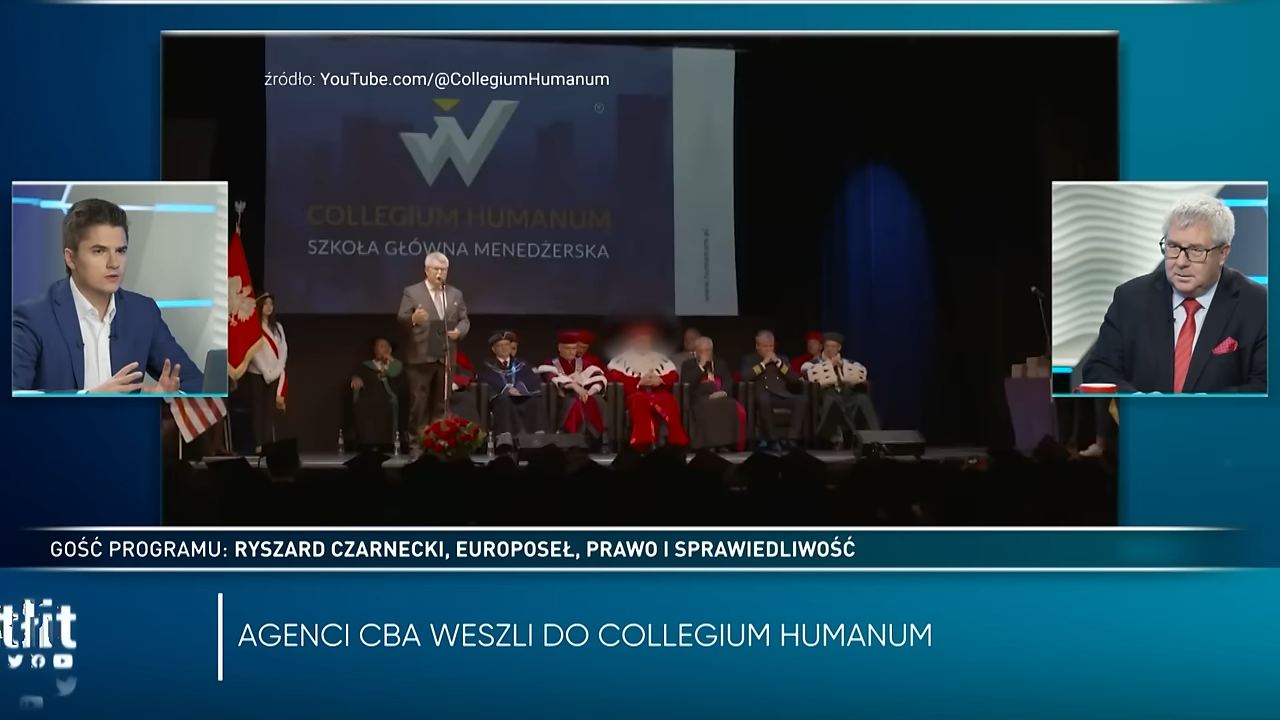 źródło: YouTube.com/@CollegiumHumanum
COLLEGIUM HUMANUM
SZKOŁA GŁÓWNA MENEDŻERSKA
GOŚĆ PROGRAMU: RYSZARD CZARNECKI, EUROPOSEŁ, PRAWO I SPRAWIEDLIWOŚĆ
tłit
AGENCI CBA WESZLI DO COLLEGIUM HUMANUM